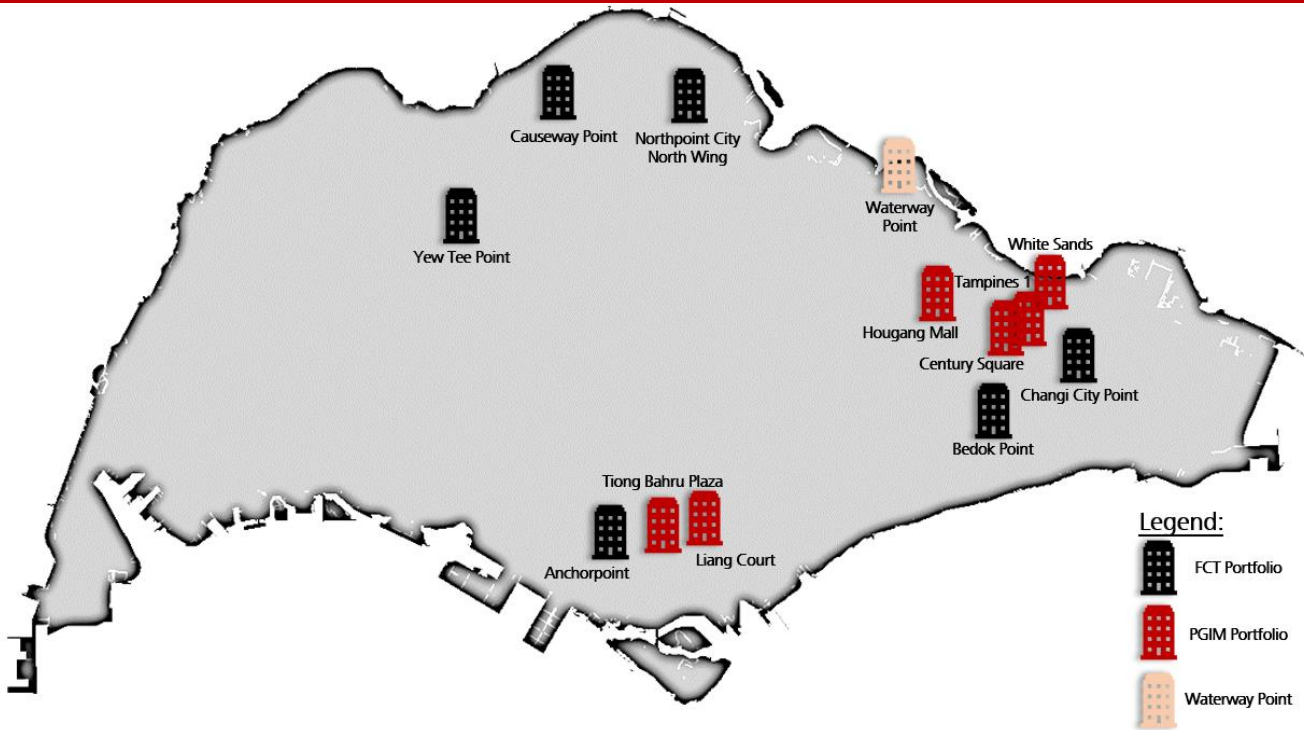 Causeway Point
Northpoint City
North Wing
Waterway
Point
Yew Tee Point
White Sands
Tampines 1
Hougang Mall
Century Square
Changi City Point
Bedok Point
Tiong Bahru Plaza
Anchorpoint
Liang Court
Legend:
FCT Portfolio
PGIM Portfolio
Waterway Point